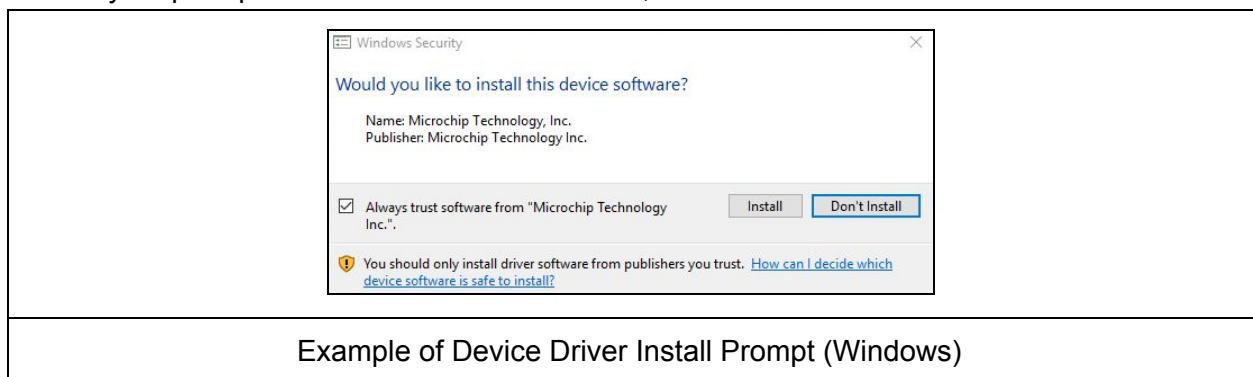 Windows Security
Would you like to install this device software?
Name: Microchip Technology, Inc.
Publisher: Microchip Technology Inc.
Always trust software from "Microchip Technology
Inc.".
Install
Don't Install
You should only install driver software from publishers you trust. How can I decide which
device software is safe to install?
Example of Device Driver Install Prompt (Windows)